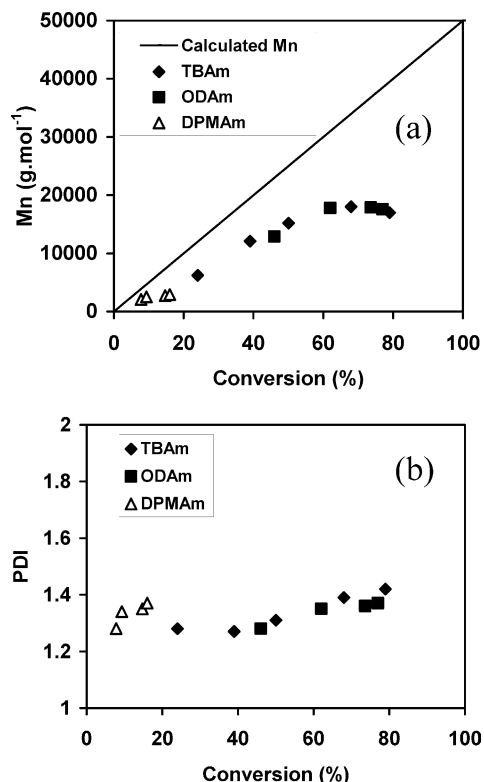 50000
40000
30000
20000
10000
0
Mn (g.mol⁻¹)
Calculated Mn
TBAm
ODAm
DPMAm
(a)
0 20 40 60 80 100
Conversion (%)
2
1.8
1.6
1.4
1.2
1
PDI
TBAm
ODAm
DPMAm
(b)
0 20 40 60 80 100
Conversion (%)